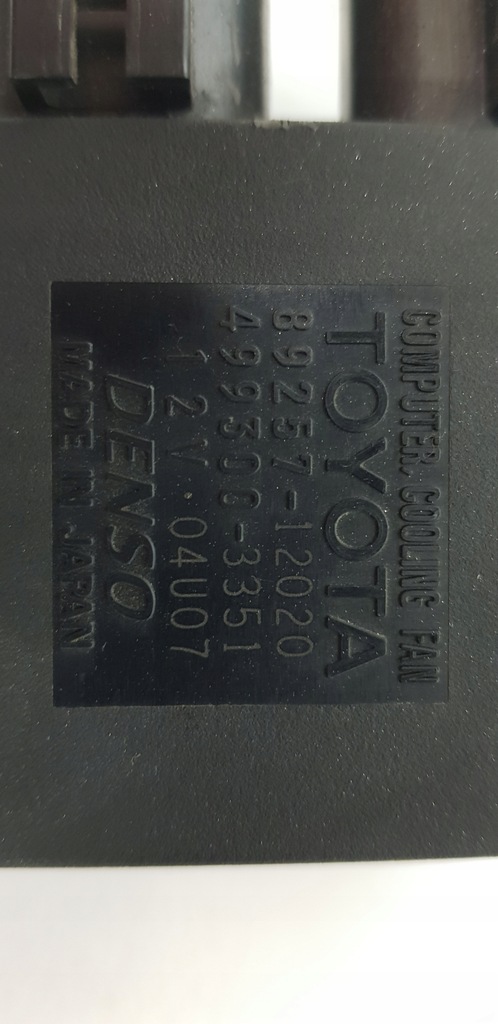 COMPUTER, COOLING FAN
TOYOTA
89257-12020
499300-3351
12V 04U07
DENSO
MADE IN JAPAN